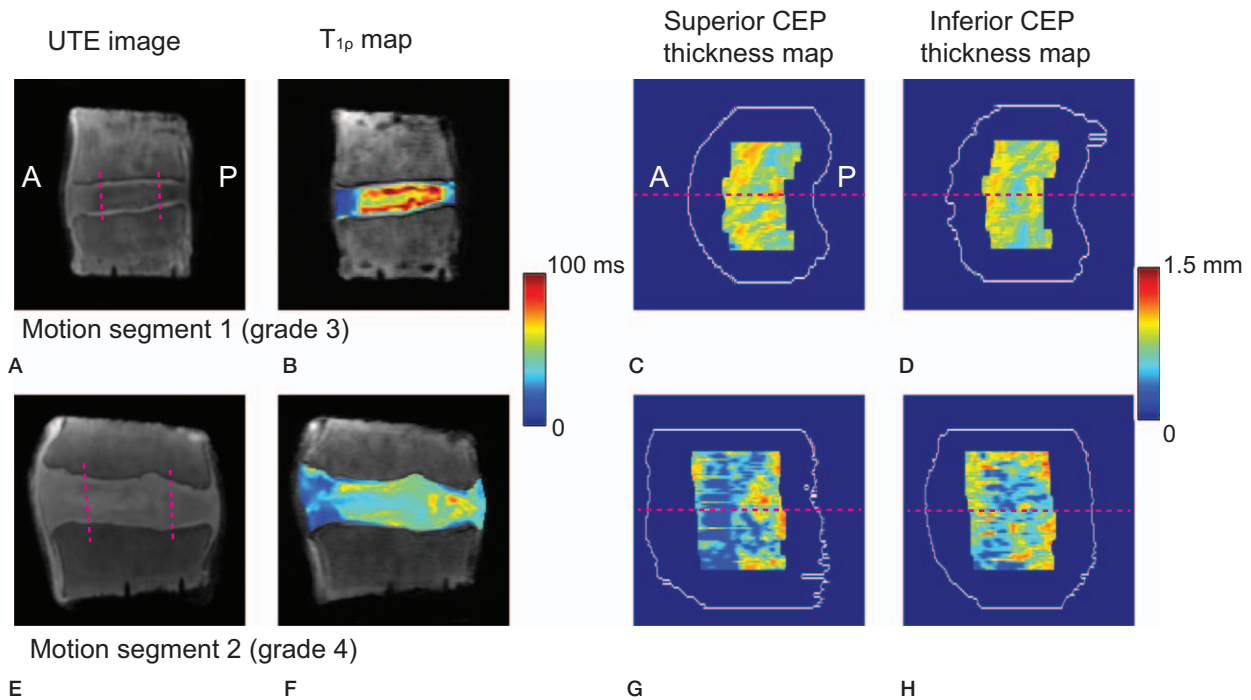 UTE image
T1ρ map
Superior CEP
thickness map
Inferior CEP
thickness map
A
P
A
P
100 ms
0
1.5 mm
0
Motion segment 1 (grade 3)
A
B
C
D
Motion segment 2 (grade 4)
E
F
G
H